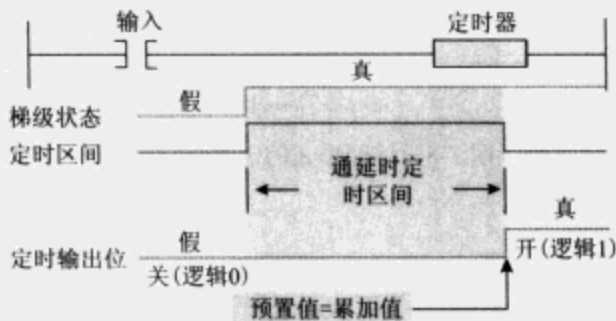 输入
定时器
真
假
梯级状态
定时区间
通延时定
时区间
假
真
定时输出位
关(逻辑0)
开(逻辑1)
预置值=累加值